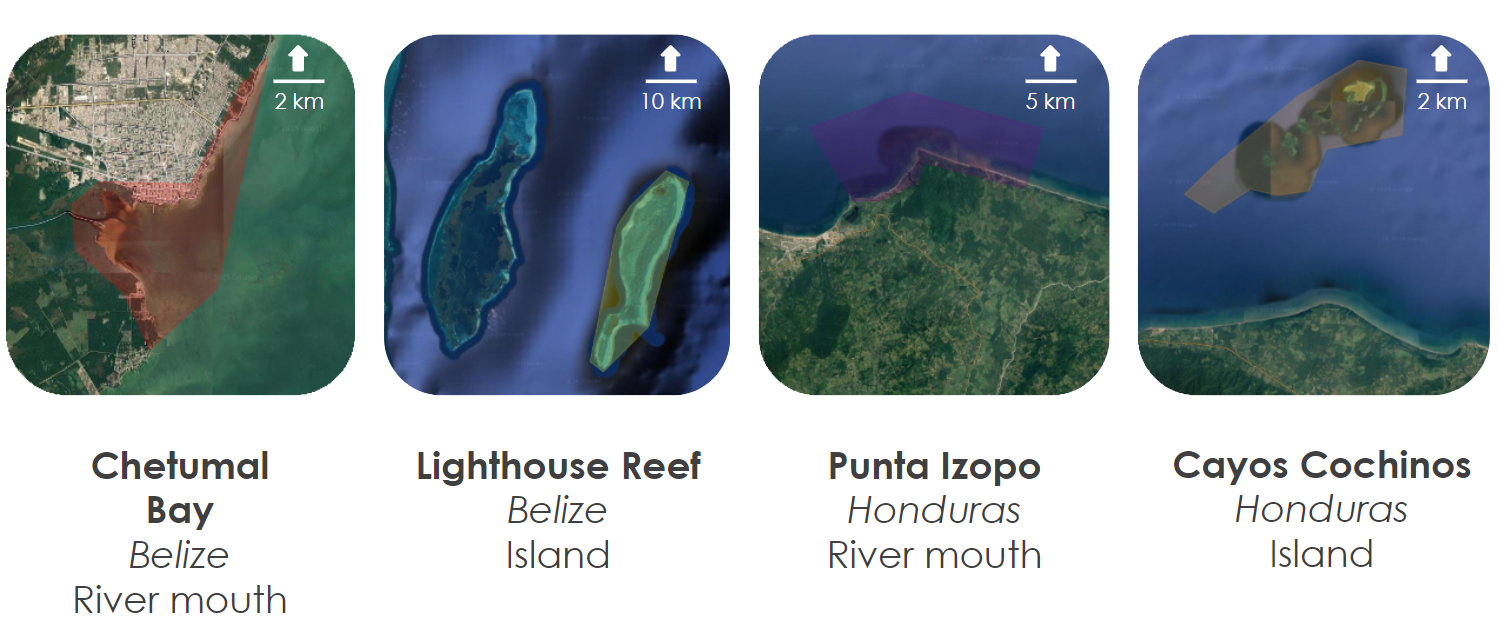 2 km
10 km
5 km
2 km
Chetumal
Bay
Belize
River mouth
Lighthouse Reef
Belize
Island
Punta Izopo
Honduras
River mouth
Cayos Cochinos
Honduras
Island